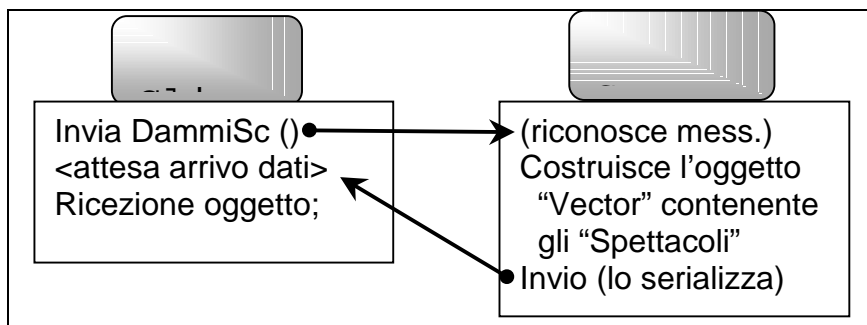 Invia DammiSc ()
<attesa arrivo dati>
Ricezione oggetto;
(riconosce mess.)
Costruisce l’oggetto
“Vector” contenente
gli “Spettacoli”
Invio (lo serializza)